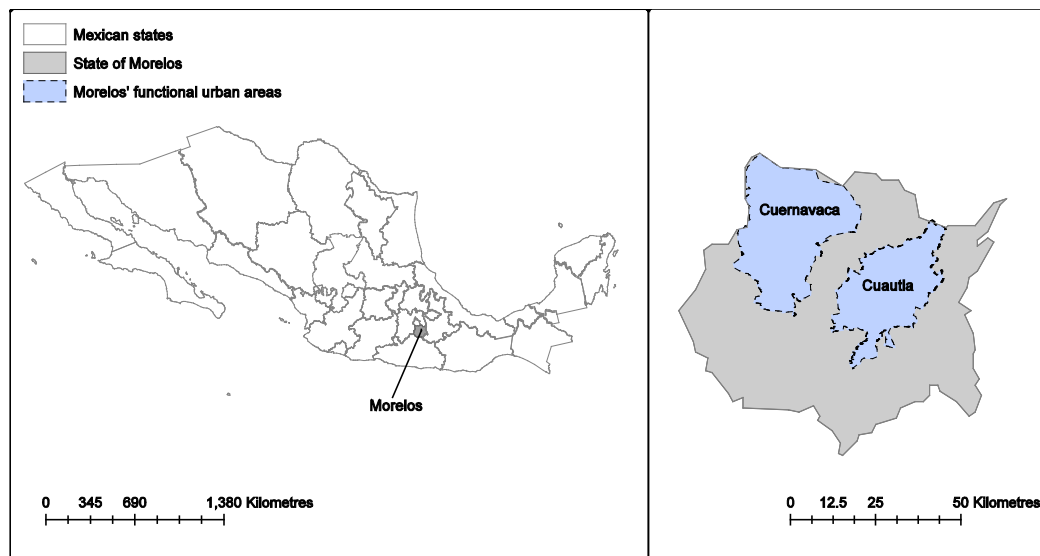 Mexican states
State of Morelos
Morelos' functional urban areas
Morelos
0 345 690 1,380 Kilometres
Cuernavaca
Cuautla
0 12.5 25 50 Kilometres